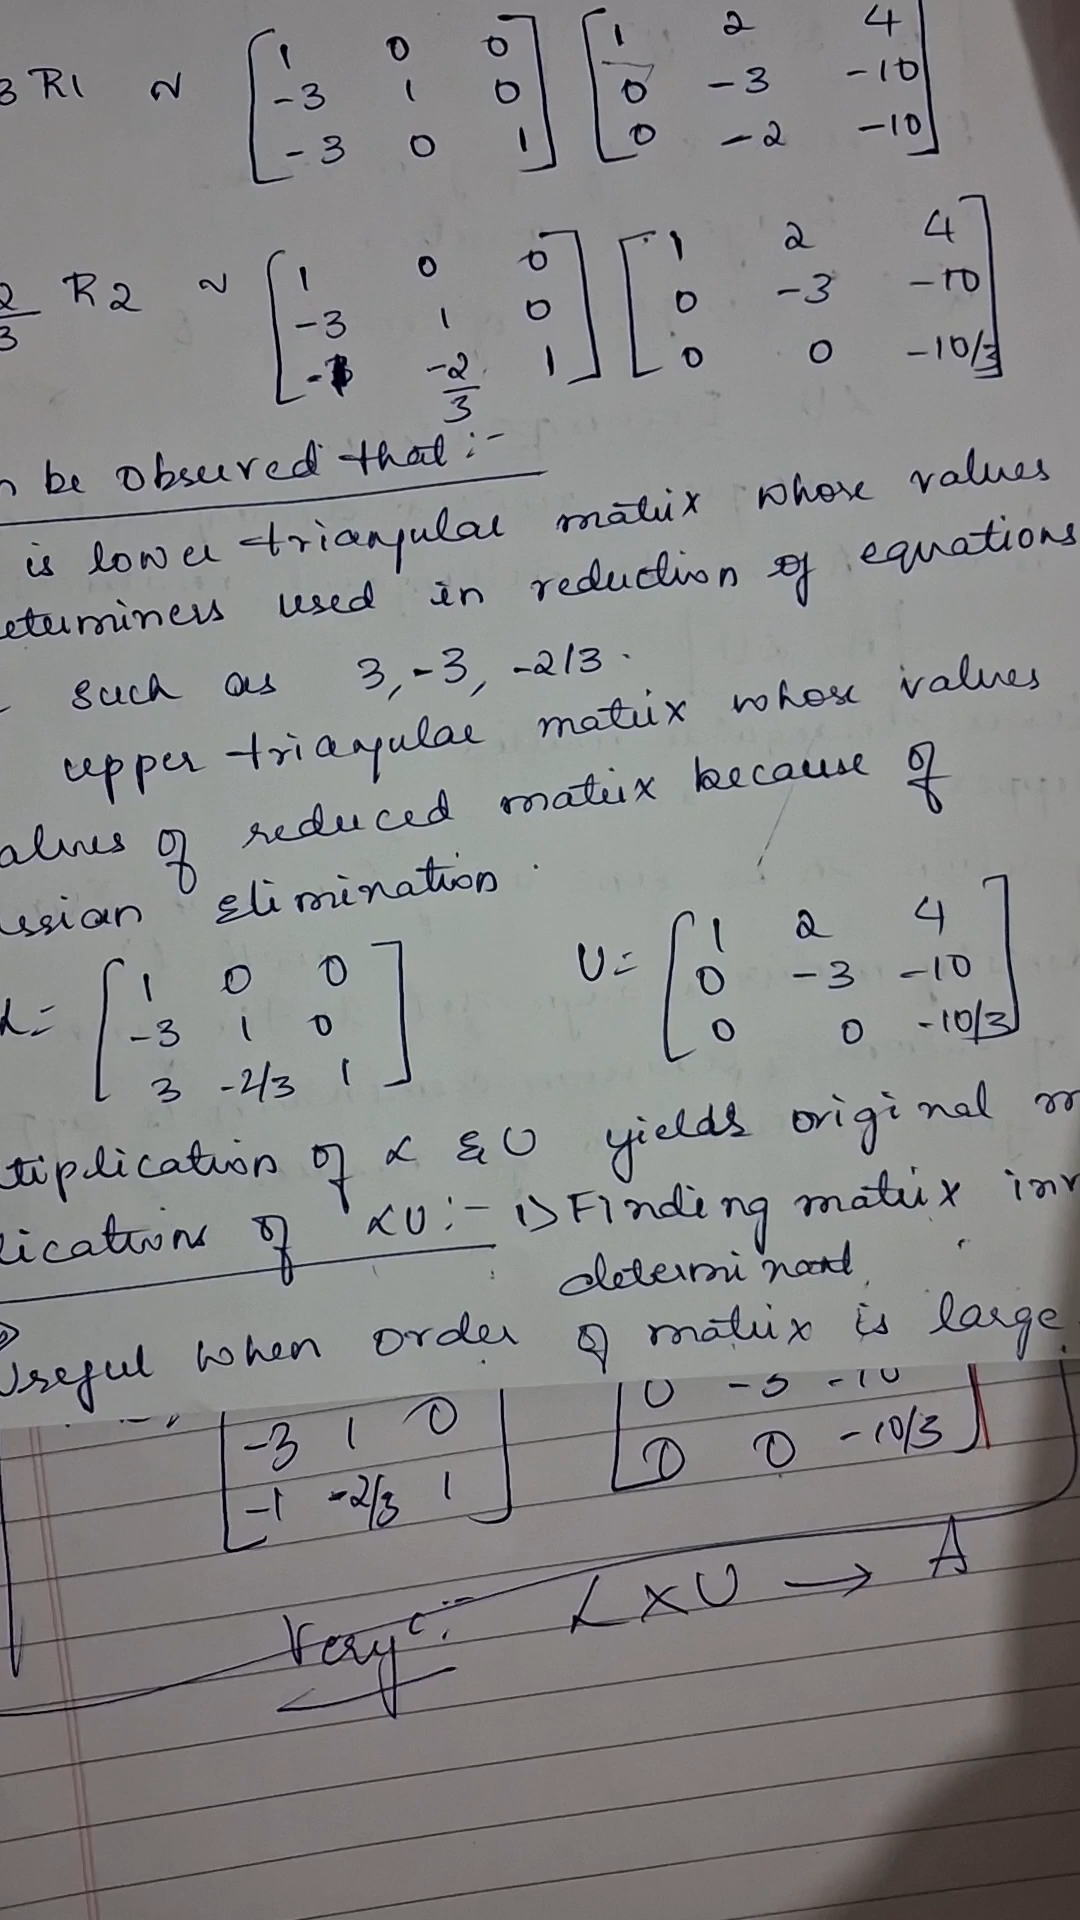 3 R1 ~ [1 0 0; -3 1 0; -3 0 1] [1 2 4; 0 -3 -10; 0 -2 -10]
2/3 R2 ~ [1 0 0; -3 1 0; -2/3 1] [1 2 4; 0 -3 -10; 0 0 -10/3]
n be obserred that :-
is lower triangular matrix whose values
eterminers used in reduction of equations
such as 3, -3, -2/3 .
upper triangular matrix whose values
alues of reduced matrix because of
ussian Elimination .
L = [1 0 0; -3 1 0; 3 -2/3 1] U = [1 2 4; 0 -3 -10; 0 0 -10/3]
tiplication of L & U yields original m
lications of LU :- 1) Finding matrix inv
determinant,
Useful when order of matrix is large.
0 -3 -10
-3 1 0
0 0 -10/3
-1 -2/3 1
L x U → A